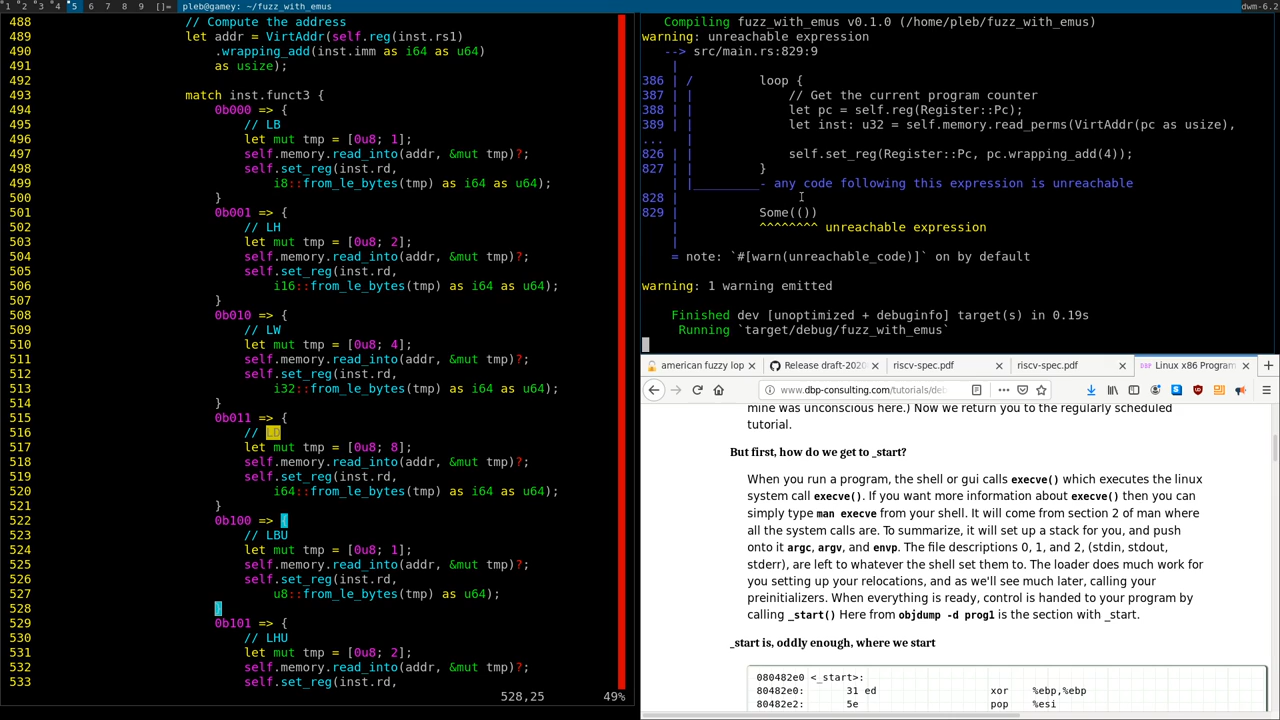 1 2 3 4 5 6 7 8 9 []= pleb@gamey: ~/fuzz_with_emus dwm-6.2
488 // Compute the address
489 let addr = VirtAddr(self.reg(inst.rs1)
490 .wrapping_add(inst.imm as i64 as u64)
491 as usize);
492
493 match inst.funct3 {
494 0b000 => {
495 // LB
496 let mut tmp = [0u8; 1];
497 self.memory.read_into(addr, &mut tmp)?;
498 self.set_reg(inst.rd,
499 i8::from_le_bytes(tmp) as i64 as u64);
500 }
501 0b001 => {
502 // LH
503 let mut tmp = [0u8; 2];
504 self.memory.read_into(addr, &mut tmp)?;
505 self.set_reg(inst.rd,
506 i16::from_le_bytes(tmp) as i64 as u64);
507 }
508 0b010 => {
509 // LW
510 let mut tmp = [0u8; 4];
511 self.memory.read_into(addr, &mut tmp)?;
512 self.set_reg(inst.rd,
513 i32::from_le_bytes(tmp) as i64 as u64);
514 }
515 0b011 => {
516 // LD
517 let mut tmp = [0u8; 8];
518 self.memory.read_into(addr, &mut tmp)?;
519 self.set_reg(inst.rd,
520 i64::from_le_bytes(tmp) as i64 as u64);
521 }
522 0b100 => {
523 // LBU
524 let mut tmp = [0u8; 1];
525 self.memory.read_into(addr, &mut tmp)?;
526 self.set_reg(inst.rd,
527 u8::from_le_bytes(tmp) as u64);
528 }
529 0b101 => {
530 // LHU
531 let mut tmp = [0u8; 2];
532 self.memory.read_into(addr, &mut tmp)?;
533 self.set_reg(inst.rd,
528,25 49%
Compiling fuzz_with_emus v0.1.0 (/home/pleb/fuzz_with_emus)
warning: unreachable expression
--> src/main.rs:829:9
|
386 | / loop {
387 | | // Get the current program counter
388 | | let pc = self.reg(Register::Pc);
389 | | let inst: u32 = self.memory.read_perms(VirtAddr(pc as usize),
... |
826 | | self.set_reg(Register::Pc, pc.wrapping_add(4));
827 | | }
| |_________- any code following this expression is unreachable
828 |
829 | Some(())
| ^^^^^^^^ unreachable expression
|
= note: `#[warn(unreachable_code)]` on by default
warning: 1 warning emitted
Finished dev [unoptimized + debuginfo] target(s) in 0.19s
Running `target/debug/fuzz_with_emus`
american fuzzy lop × Release draft-2020 × riscv-spec.pdf × riscv-spec.pdf × DBP Linux x86 Program ×
www.dbp-consulting.com/tutorials/deb
mine was unconscious here.) Now we return you to the regularly scheduled
tutorial.
But first, how do we get to _start?
When you run a program, the shell or gui calls execve() which executes the linux
system call execve(). If you want more information about execve() then you can
simply type man execve from your shell. It will come from section 2 of man where
all the system calls are. To summarize, it will set up a stack for you, and push
onto it argc, argv, and envp. The file descriptions 0, 1, and 2, (stdin, stdout,
stderr), are left to whatever the shell set them to. The loader does much work for
you setting up your relocations, and as we'll see much later, calling your
preinitializers. When everything is ready, control is handed to your program by
calling _start() Here from objdump -d prog1 is the section with _start.
_start is, oddly enough, where we start
080482e0 <_start>:
80482e0: 31 ed xor %ebp,%ebp
80482e2: 5e pop %esi